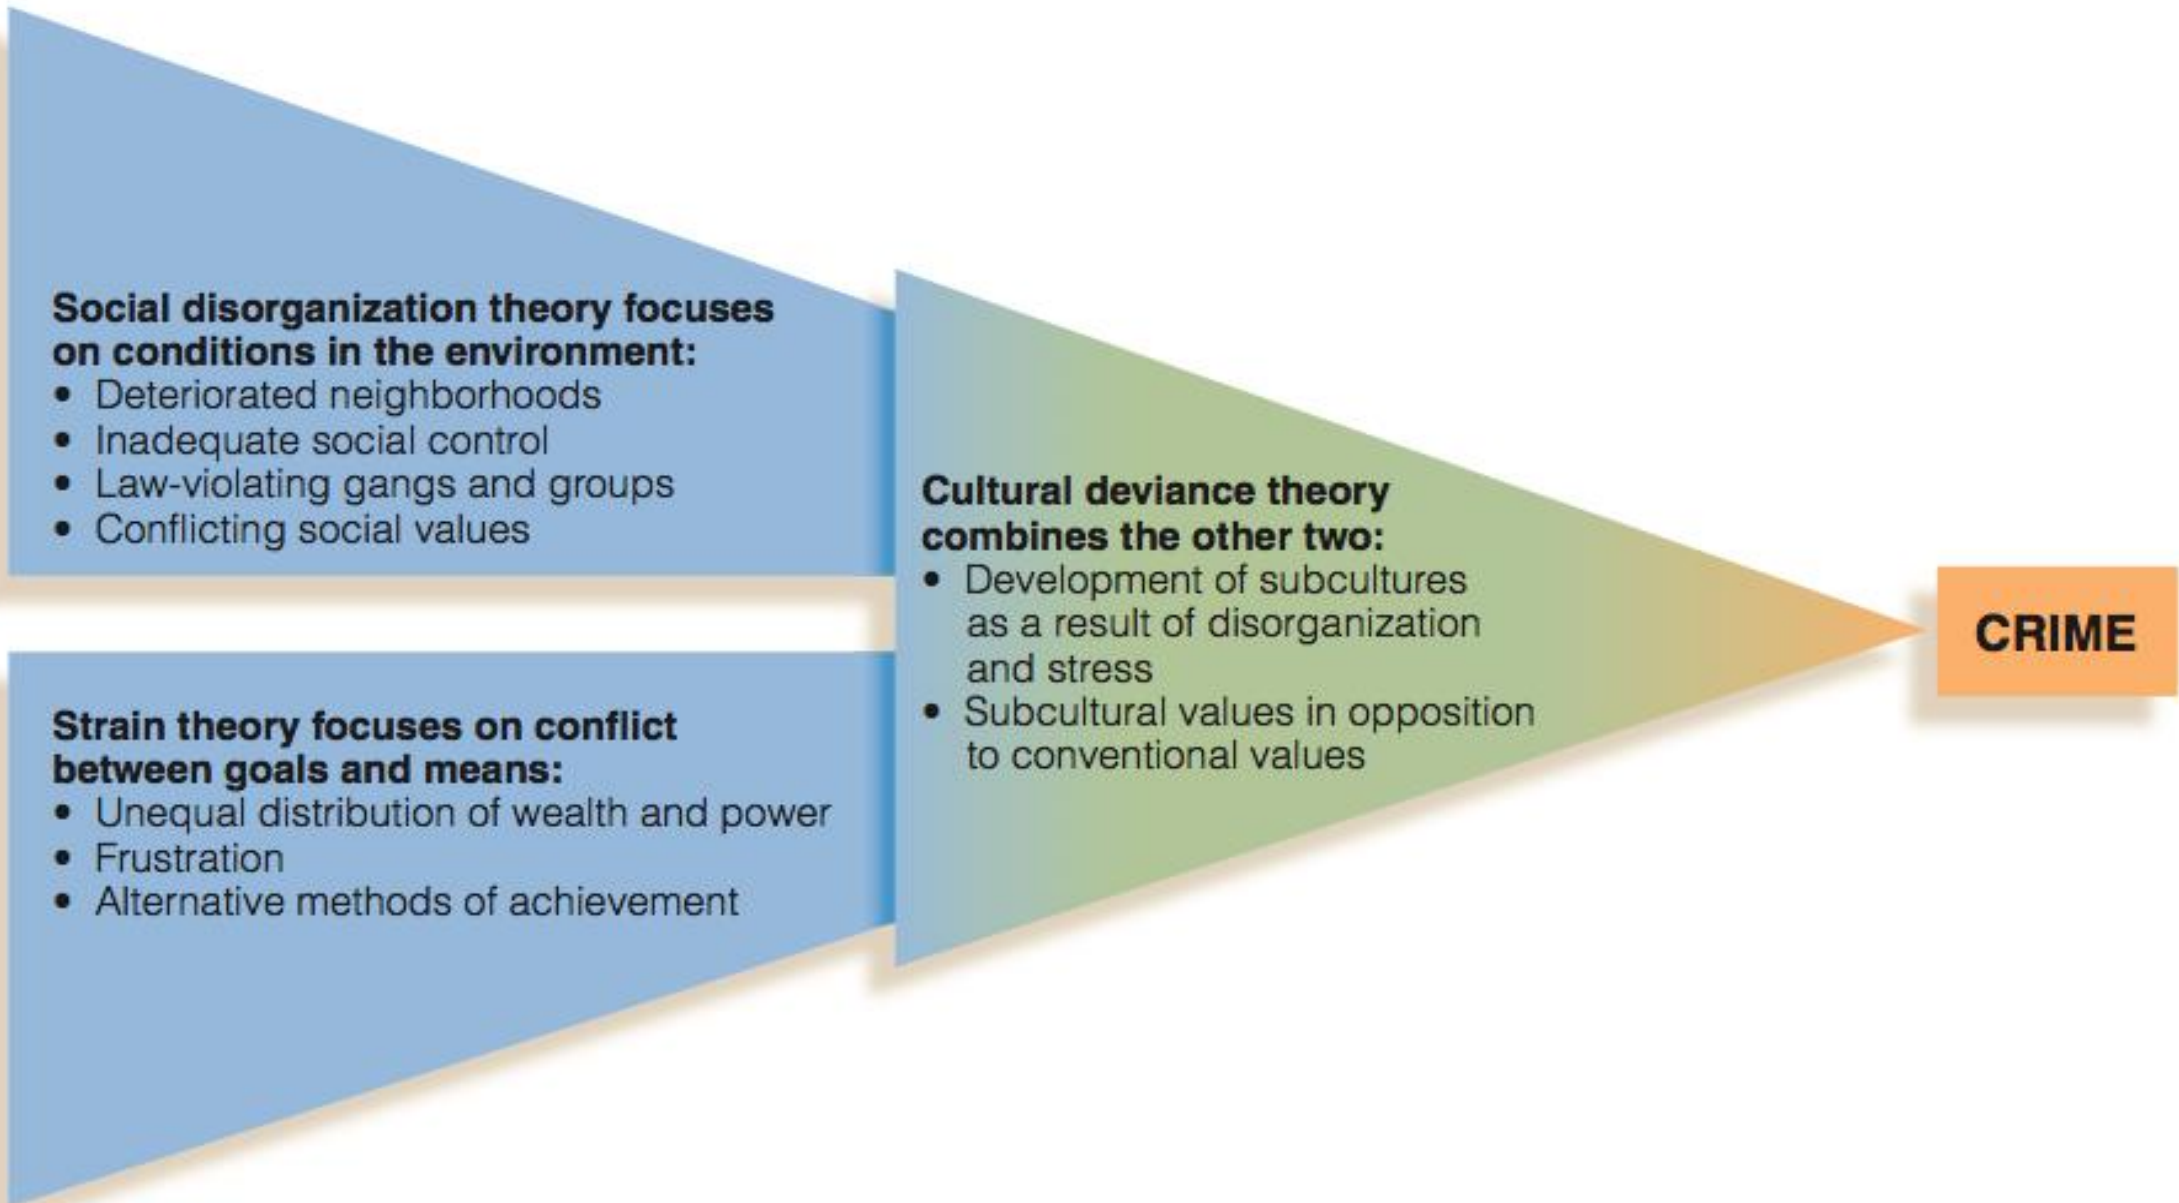 Social disorganization theory focuses
on conditions in the environment:
• Deteriorated neighborhoods
• Inadequate social control
• Law-violating gangs and groups
• Conflicting social values
Strain theory focuses on conflict
between goals and means:
• Unequal distribution of wealth and power
• Frustration
• Alternative methods of achievement
Cultural deviance theory
combines the other two:
• Development of subcultures
as a result of disorganization
and stress
• Subcultural values in opposition
to conventional values
CRIME